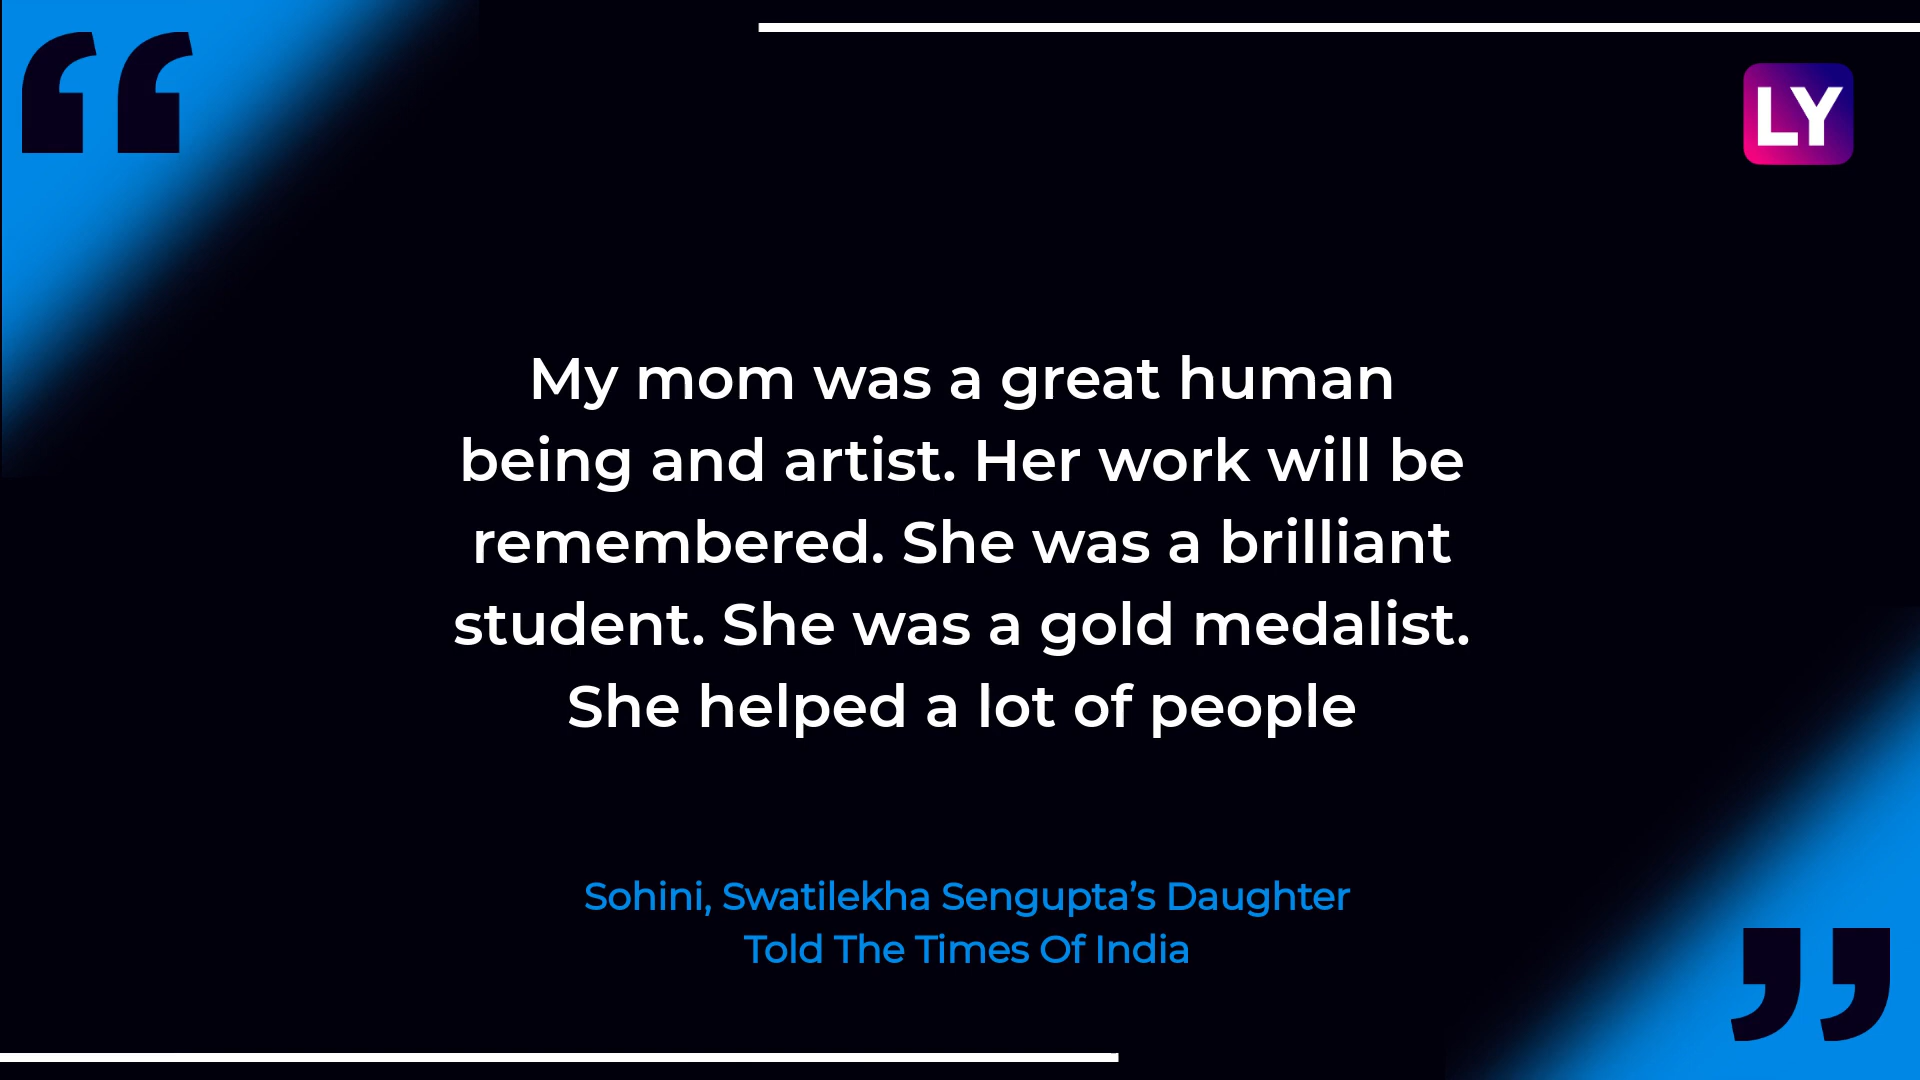 LY
My mom was a great human
being and artist. Her work will be
remembered. She was a brilliant
student. She was a gold medalist.
She helped a lot of people
Sohini, Swatilekha Sengupta’s Daughter
Told The Times Of India